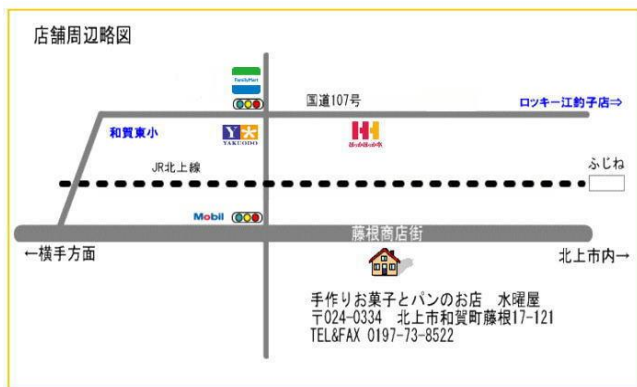 店舗周辺略図
FamilyMart
国道107号
ロッキー江釣子店⇒
和賀東小
YAKUODO
ほっかほっか亭
JR北上線
ふじね
Mobil
藤根商店街
←横手方面
北上市内→
手作りお菓子とパンのお店 水曜屋
〒024-0334 北上市和賀町藤根17-121
TEL&FAX 0197-73-8522